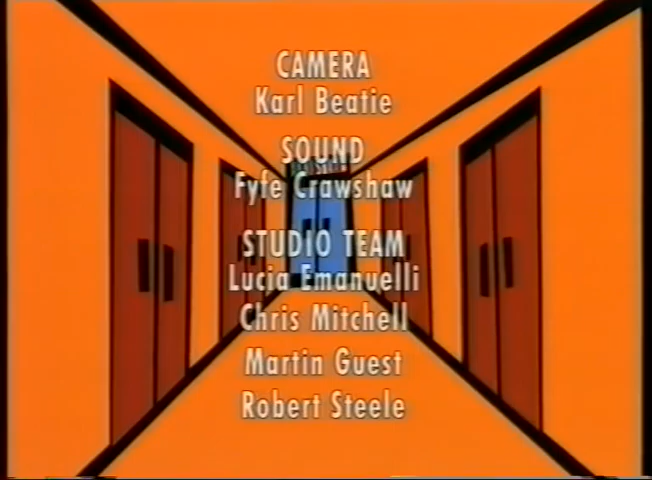 CAMERA
Karl Beatie
SOUND
Fyfe Crawshaw
STUDIO TEAM
Lucia Emanuelli
Chris Mitchell
Martin Guest
Robert Steele